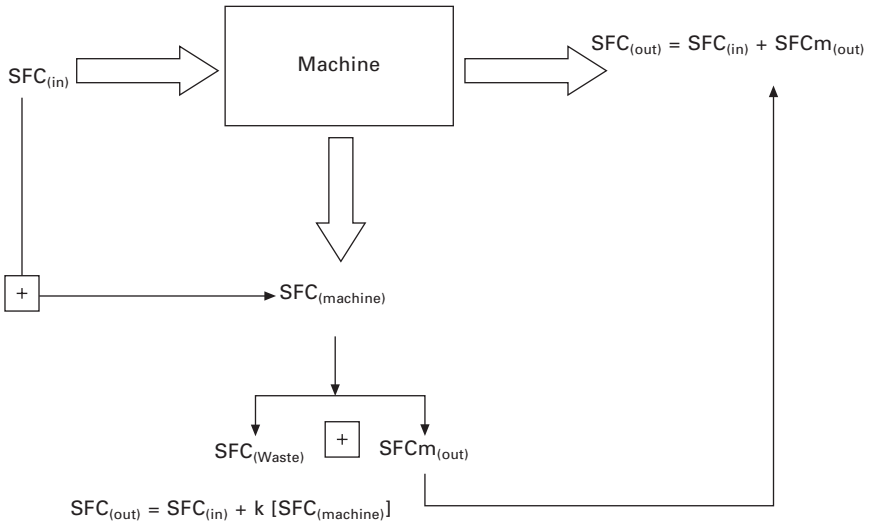 Machine
SFC(out) = SFC(in) + SFCm(out)
SFC(in)
+
SFC(machine)
SFC(Waste)
+
SFCm(out)
SFC(out) = SFC(in) + k [SFC(machine)]